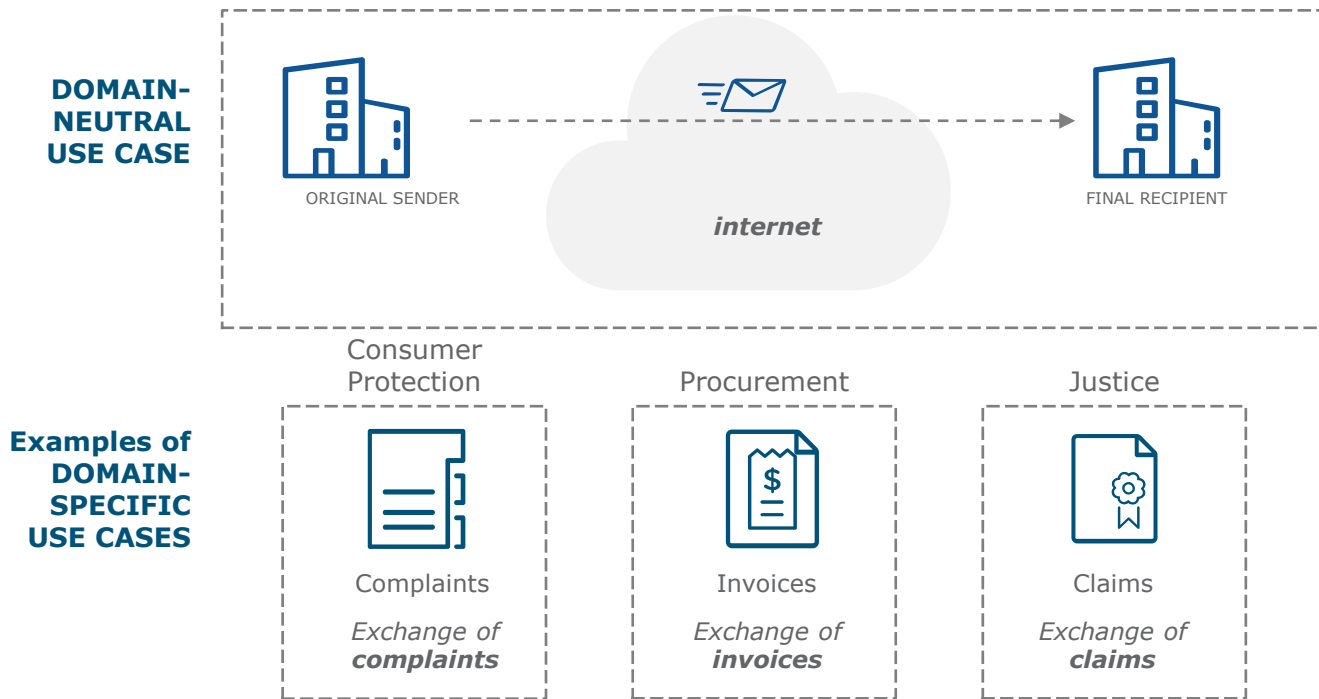 DOMAIN-
NEUTRAL
USE CASE
ORIGINAL SENDER
internet
FINAL RECIPIENT
Examples of
DOMAIN-
SPECIFIC
USE CASES
Consumer
Protection
$
Complaints
Exchange of
complaints
Procurement
Invoices
Exchange of
invoices
Justice
Claims
Exchange of
claims